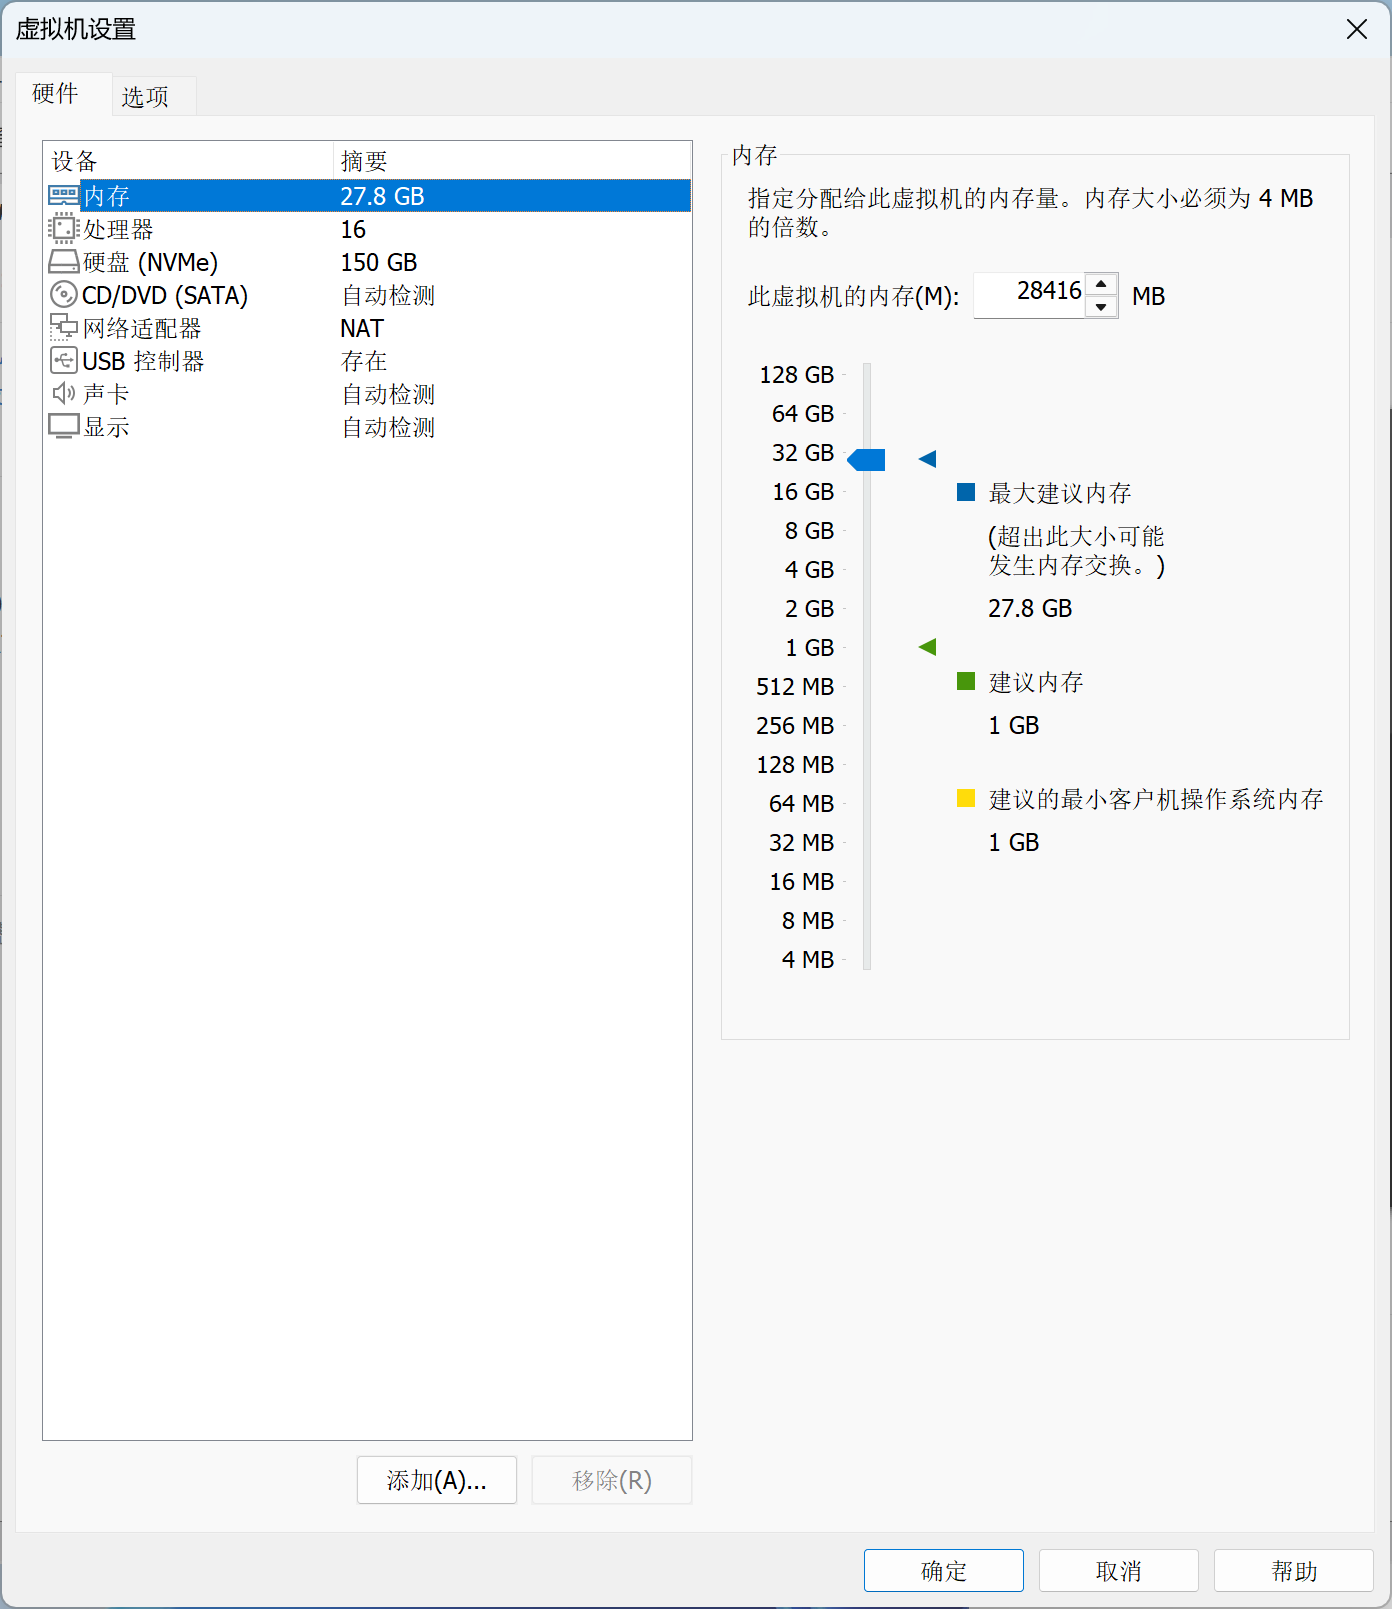 虚拟机设置
硬件
选项
设备 摘要
内存 27.8 GB
处理器 16
硬盘 (NVMe) 150 GB
CD/DVD (SATA) 自动检测
网络适配器 NAT
USB 控制器 存在
声卡 自动检测
显示 自动检测
添加(A)...
移除(R)
内存
指定分配给此虚拟机的内存量。内存大小必须为 4 MB
的倍数。
此虚拟机的内存(M): 28416 MB
128 GB
64 GB
32 GB
16 GB
8 GB
4 GB
2 GB
1 GB
512 MB
256 MB
128 MB
64 MB
32 MB
16 MB
8 MB
4 MB
最大建议内存
(超出此大小可能
发生内存交换。)
27.8 GB
建议内存
1 GB
建议的最小客户机操作系统内存
1 GB
确定
取消
帮助